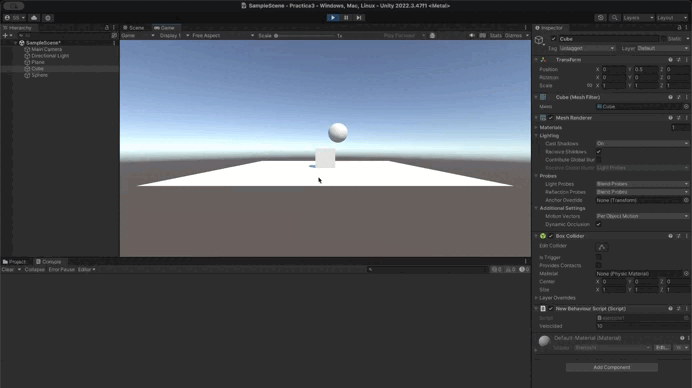 SampleScene - Practica3 - Windows, Mac, Linux - Unity 2022.3.47f1 <Metal>
Layers Layout
Hierarchy
SampleScene*
Main Camera
Directional Light
Plane
Cube
Sphere
Scene Game
Game Display 1 Free Aspect Scale 1x Play Focused Stats Gizmos
Inspector
Cube Static
Tag Untagged Layer Default
Transform
Position X 0 Y 0.5 Z 0
Rotation X 0 Y 0 Z 0
Scale X 1 Y 1 Z 1
Cube (Mesh Filter)
Mesh Cube
Mesh Renderer
Materials 1
Lighting
Cast Shadows On
Receive Shadows
Contribute Global Illum
Receive Global Illum Light Probes
Probes
Light Probes Blend Probes
Reflection Probes Blend Probes
Anchor Override None (Transform)
Additional Settings
Motion Vectors Per Object Motion
Dynamic Occlusion
Box Collider
Edit Collider
Is Trigger
Provides Contacts
Material None (Physic Material)
Center X 0 Y 0 Z 0
Size X 1 Y 1 Z 1
Layer Overrides
New Behaviour Script (Script)
Script
Velocidad 10
Default-Material (Material)
Shader Standard
Add Component
Project Console
Clear Collapse Error Pause Editor
0 0 0